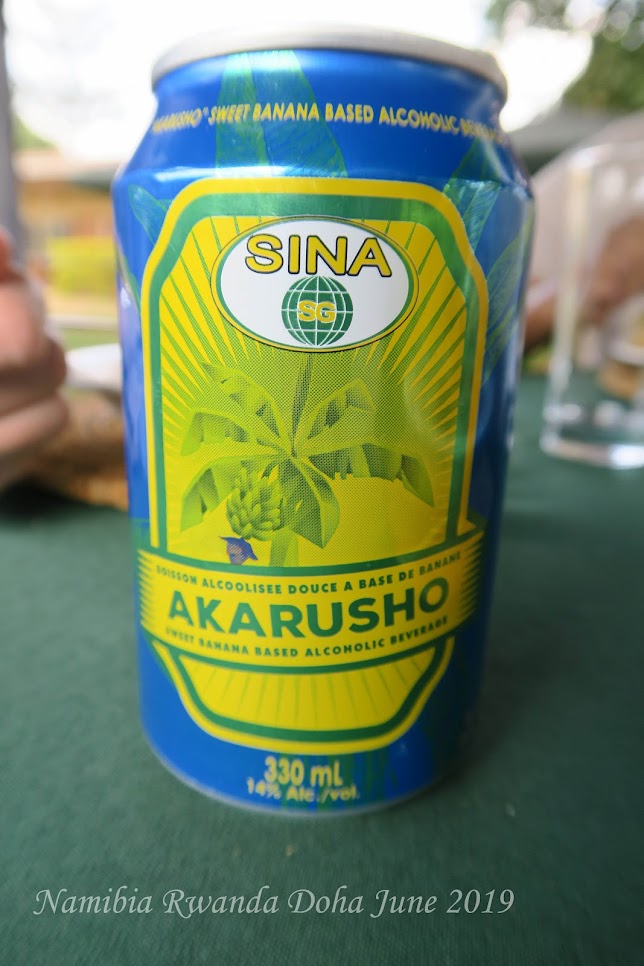 AKARUSHO" SWEET BANANA BASED ALCOHOLIC
SINA
SG
BOISSON ALCOOLISEE DOUCE A BASE DE BANANE
AKARUSHO
SWEET BANANA BASED ALCOHOLIC BEVERAGE
330 mL
14% Alc./vol.
Namibia Rwanda Doha June 2019